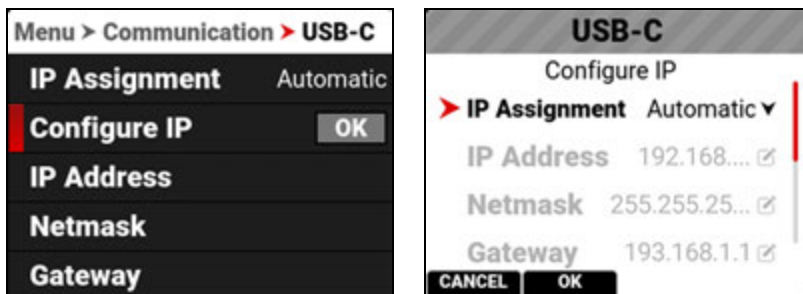 Menu > Communication > USB-C
IP Assignment Automatic
Configure IP OK
IP Address
Netmask
Gateway
USB-C
Configure IP
IP Assignment Automatic
IP Address 192.168....
Netmask 255.255.25...
Gateway 193.168.1.1
CANCEL OK